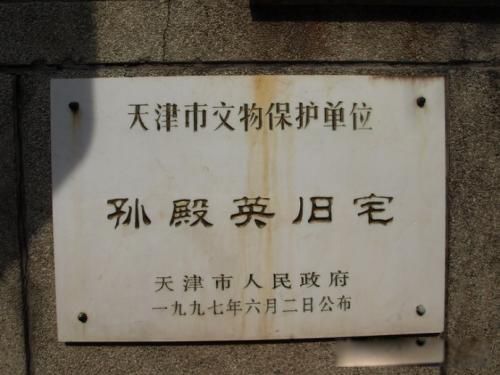 天津市文物保护单位
孙殿英旧宅
天津市人民政府
一九九七年六月二日公布